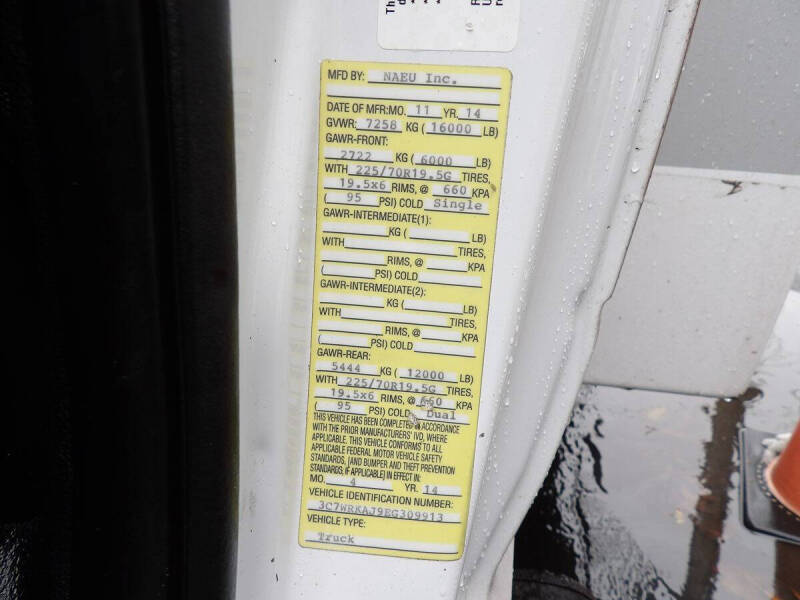 MFD BY: NAEU Inc.
DATE OF MFR:MO. 11 YR. 14
GVWR: 7258 KG ( 16000 LB)
GAWR-FRONT:
2722 KG ( 6000 LB)
WITH 225/70R19.5G TIRES,
19.5x6 RIMS, @ 660 KPA
( 95 PSI) COLD Single
GAWR-INTERMEDIATE(1):
KG ( LB)
WITH TIRES,
RIMS, @ KPA
( PSI) COLD
GAWR-INTERMEDIATE(2):
KG ( LB)
WITH TIRES,
RIMS, @ KPA
( PSI) COLD
GAWR-REAR:
5444 KG ( 12000 LB)
WITH 225/70R19.5G TIRES,
19.5x6 RIMS, @ 660 KPA
( 95 PSI) COLD Dual
THIS VEHICLE HAS BEEN COMPLETED IN ACCORDANCE
WITH THE PRIOR MANUFACTURERS' IVD, WHERE
APPLICABLE. THIS VEHICLE CONFORMS TO ALL
APPLICABLE FEDERAL MOTOR VEHICLE SAFETY
STANDARDS, [AND BUMPER AND THEFT PREVENTION
STANDARDS, IF APPLICABLE] IN EFFECT IN
MO. 4 YR. 14
VEHICLE IDENTIFICATION NUMBER:
3C7WRKAJ9EG309913
VEHICLE TYPE:
Truck